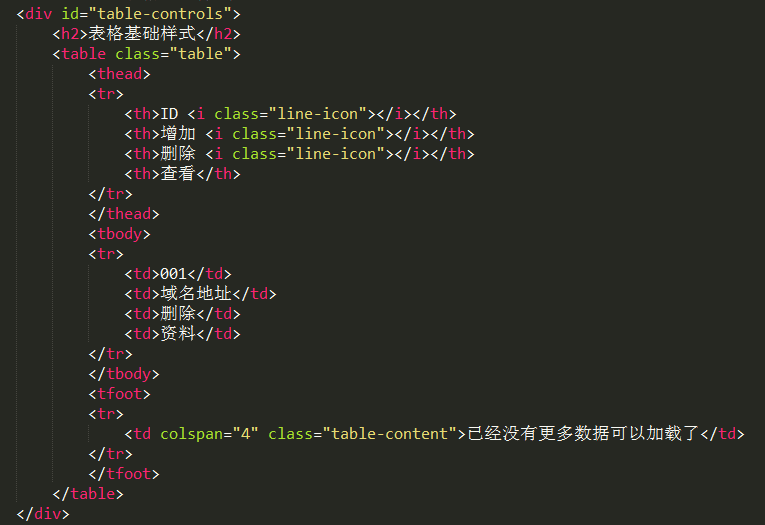 <div id="table-controls">
<h2>表格基础样式</h2>
<table class="table">
<thead>
<tr>
<th>ID <i class="line-icon"></i></th>
<th>增加 <i class="line-icon"></i></th>
<th>删除 <i class="line-icon"></i></th>
<th>查看</th>
</tr>
</thead>
<tbody>
<tr>
<td>001</td>
<td>域名地址</td>
<td>删除</td>
<td>资料</td>
</tr>
</tbody>
<tfoot>
<tr>
<td colspan="4" class="table-content">已经没有更多数据可以加载了</td>
</tr>
</tfoot>
</table>
</div>